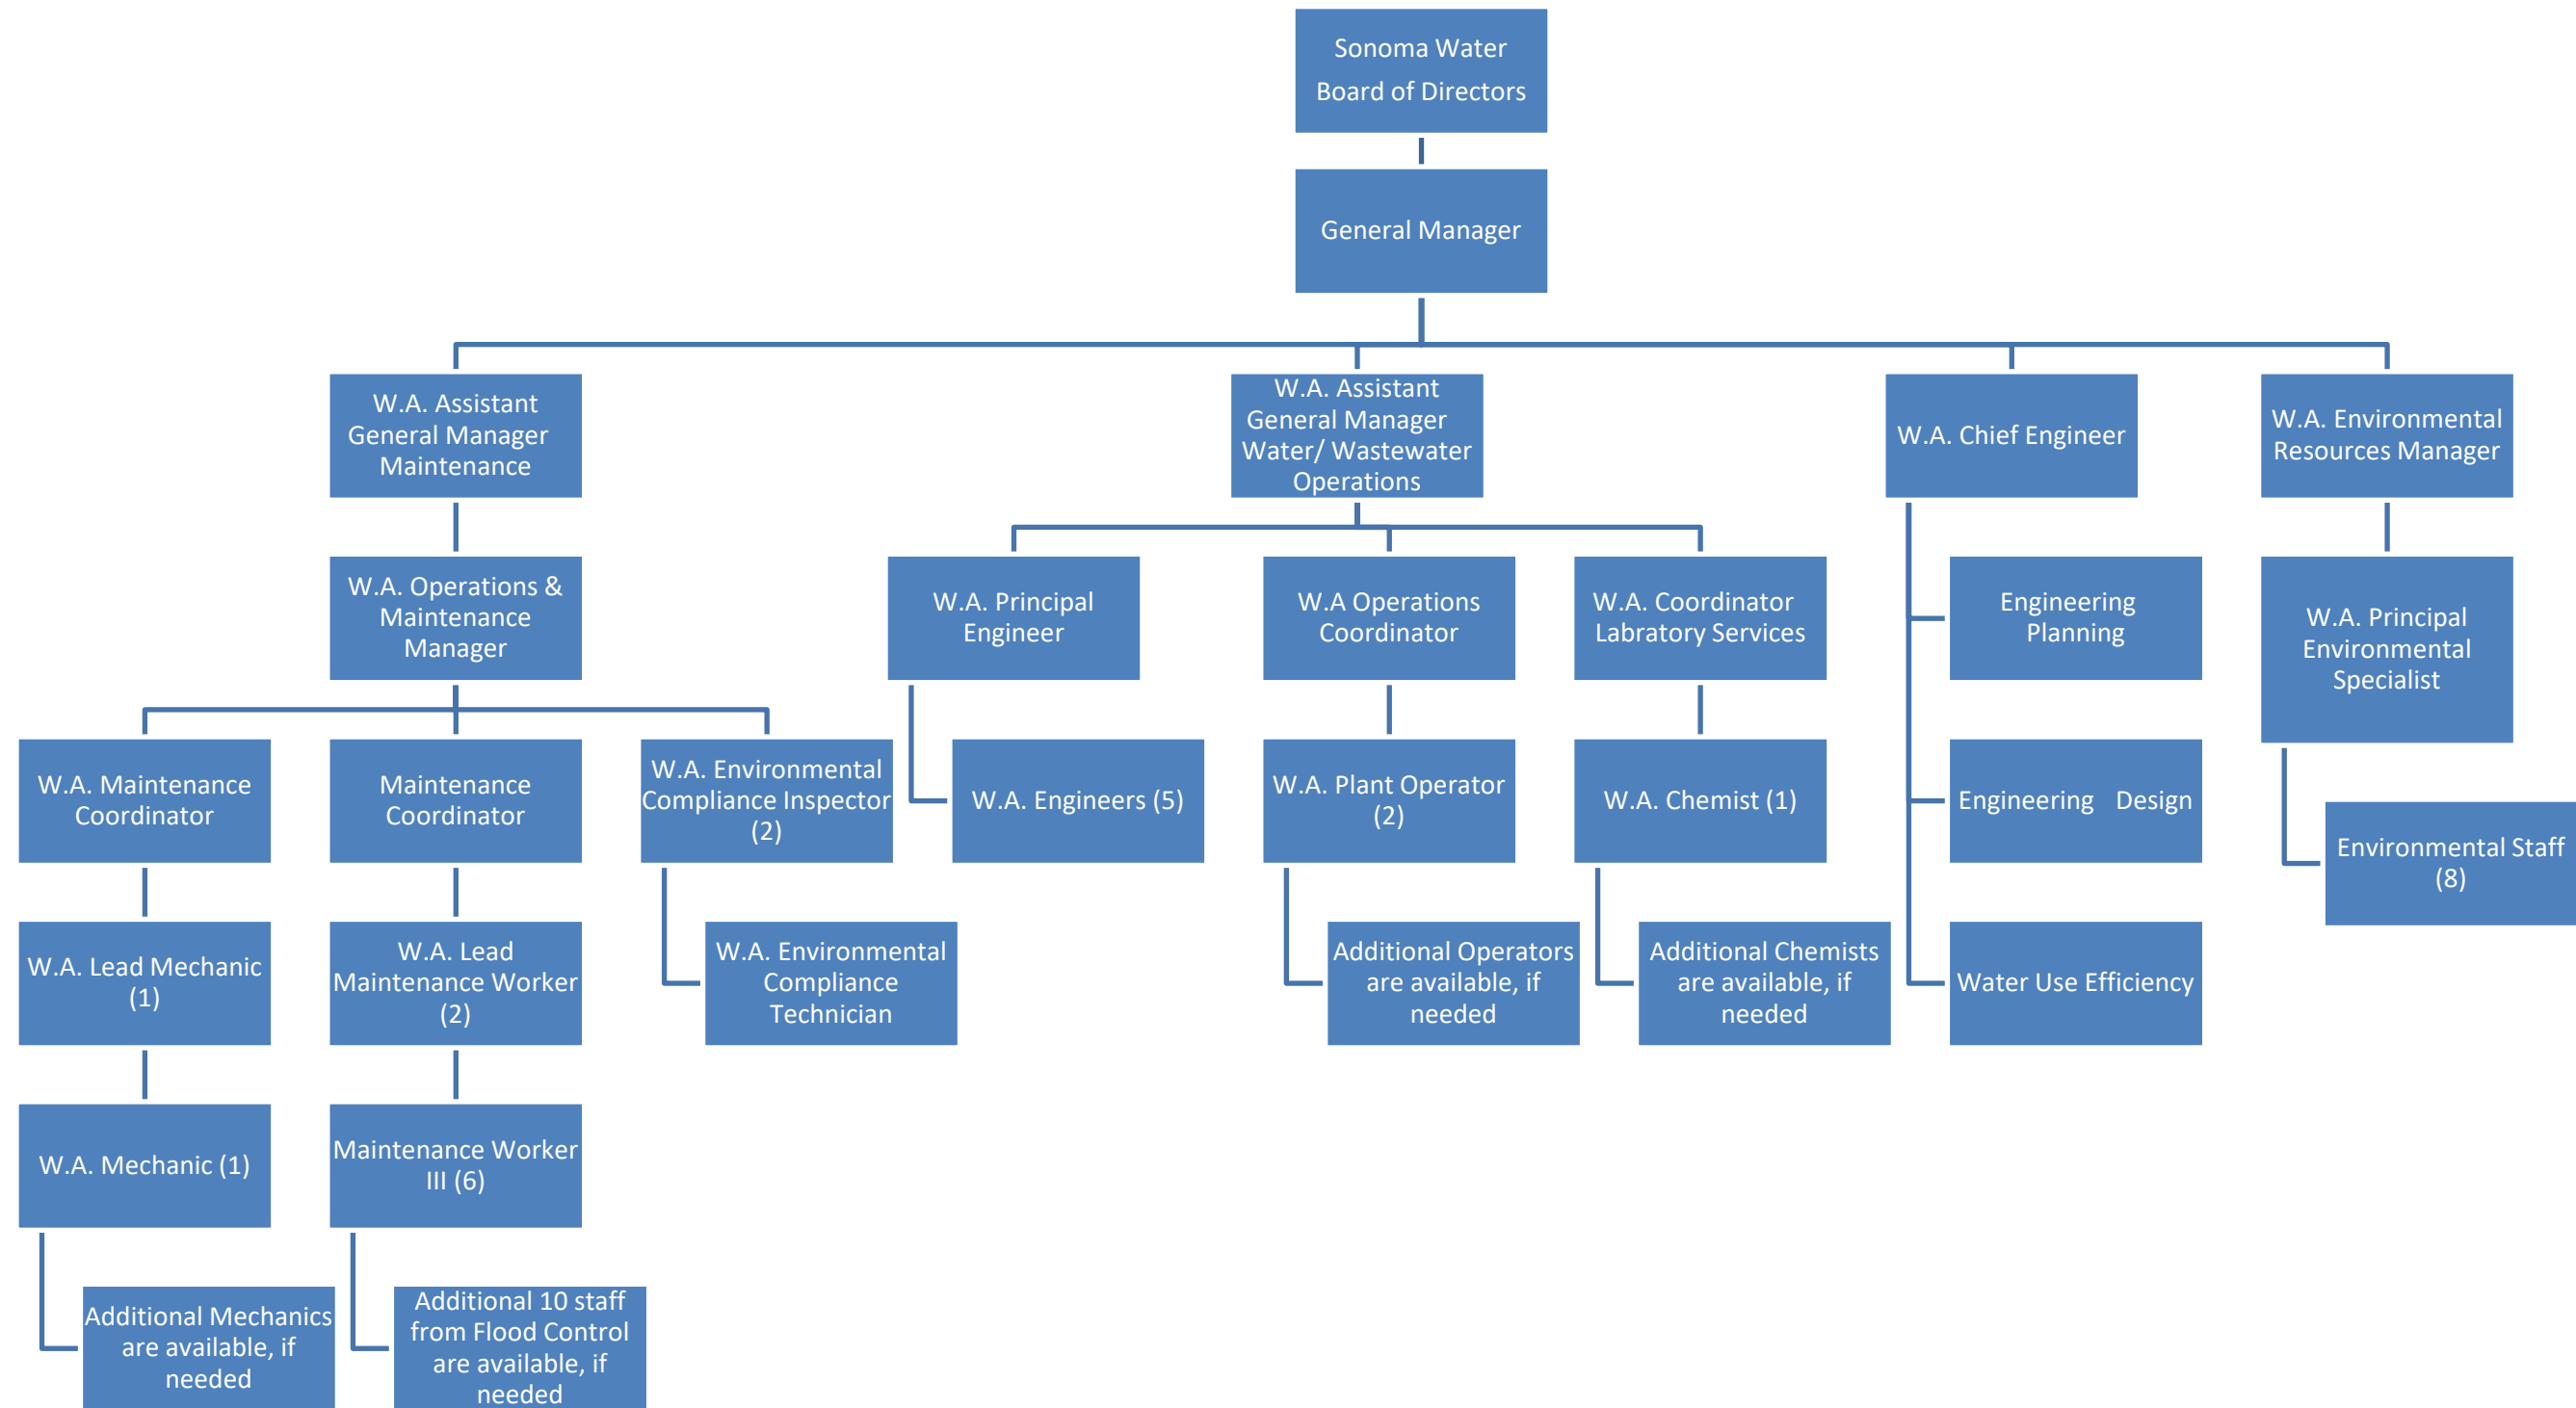 Sonoma Water
Board of Directors
General Manager
W.A. Assistant
General Manager
Maintenance
W.A. Assistant
General Manager
Water/ Wastewater
Operations
W.A. Chief Engineer
W.A. Environmental
Resources Manager
W.A. Operations &
Maintenance
Manager
W.A. Principal
Engineer
W.A Operations
Coordinator
W.A. Coordinator
Labratory Services
Engineering
Planning
W.A. Principal
Environmental
Specialist
W.A. Maintenance
Coordinator
Maintenance
Coordinator
W.A. Environmental
Compliance Inspector
(2)
W.A. Engineers (5)
W.A. Plant Operator
(2)
W.A. Chemist (1)
Engineering Design
Environmental Staff
(8)
W.A. Lead Mechanic
(1)
W.A. Lead
Maintenance Worker
(2)
W.A. Environmental
Compliance
Technician
Additional Operators
are available, if
needed
Additional Chemists
are available, if
needed
Water Use Efficiency
W.A. Mechanic (1)
Maintenance Worker
III (6)
Additional Mechanics
are available, if
needed
Additional 10 staff
from Flood Control
are available, if
needed